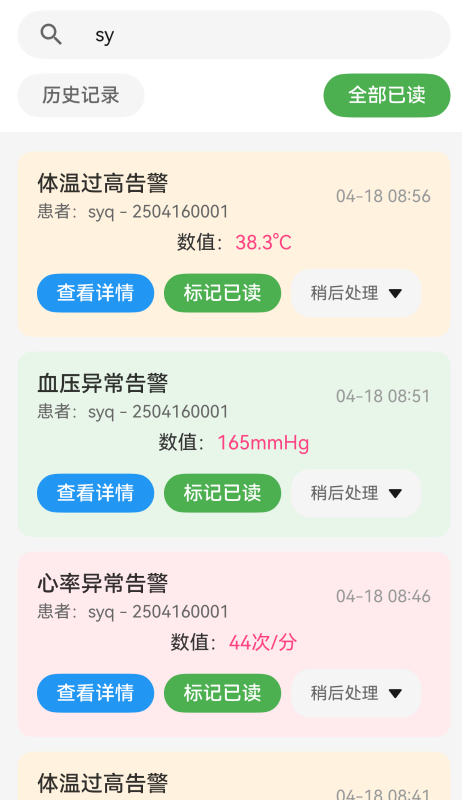 sy
历史记录 全部已读
体温过高告警
04-18 08:56
患者：syq - 2504160001
数值：38.3℃
查看详情 标记已读 稍后处理
血压异常告警
04-18 08:51
患者：syq - 2504160001
数值：165mmHg
查看详情 标记已读 稍后处理
心率异常告警
04-18 08:46
患者：syq - 2504160001
数值：44次/分
查看详情 标记已读 稍后处理
体温过高告警
04-18 08:41